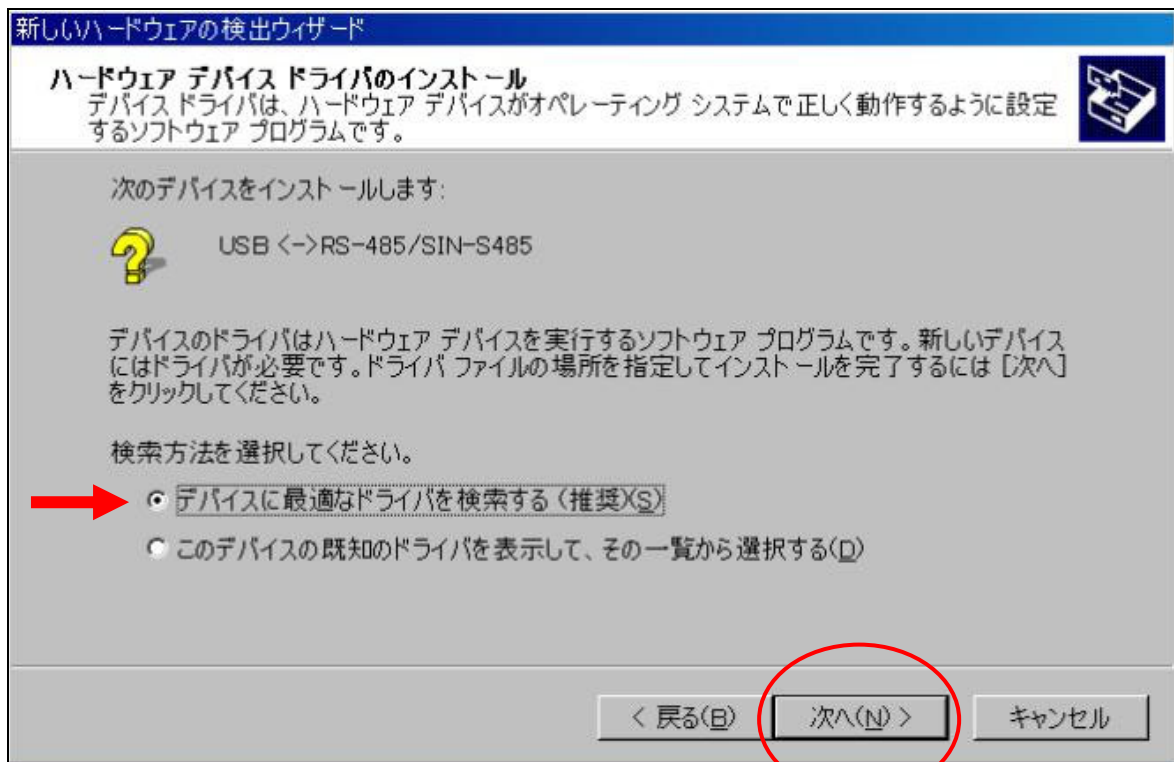 新しいハードウェアの検出ウィザード
ハードウェア デバイス ドライバのインストール
デバイス ドライバは、ハードウェア デバイスがオペレーティング システムで正しく動作するように設定
するソフトウェア プログラムです。
次のデバイスをインストールします:
USB <->RS-485/SIN-S485
デバイスのドライバはハードウェア デバイスを実行するソフトウェア プログラムです。新しいデバイス
にはドライバが必要です。ドライバ ファイルの場所を指定してインストールを完了するには [次へ]
をクリックしてください。
検索方法を選択してください。
デバイスに最適なドライバを検索する (推奨)(S)
このデバイスの既知のドライバを表示して、その一覧から選択する(D)
< 戻る(B) 次へ(N) > キャンセル